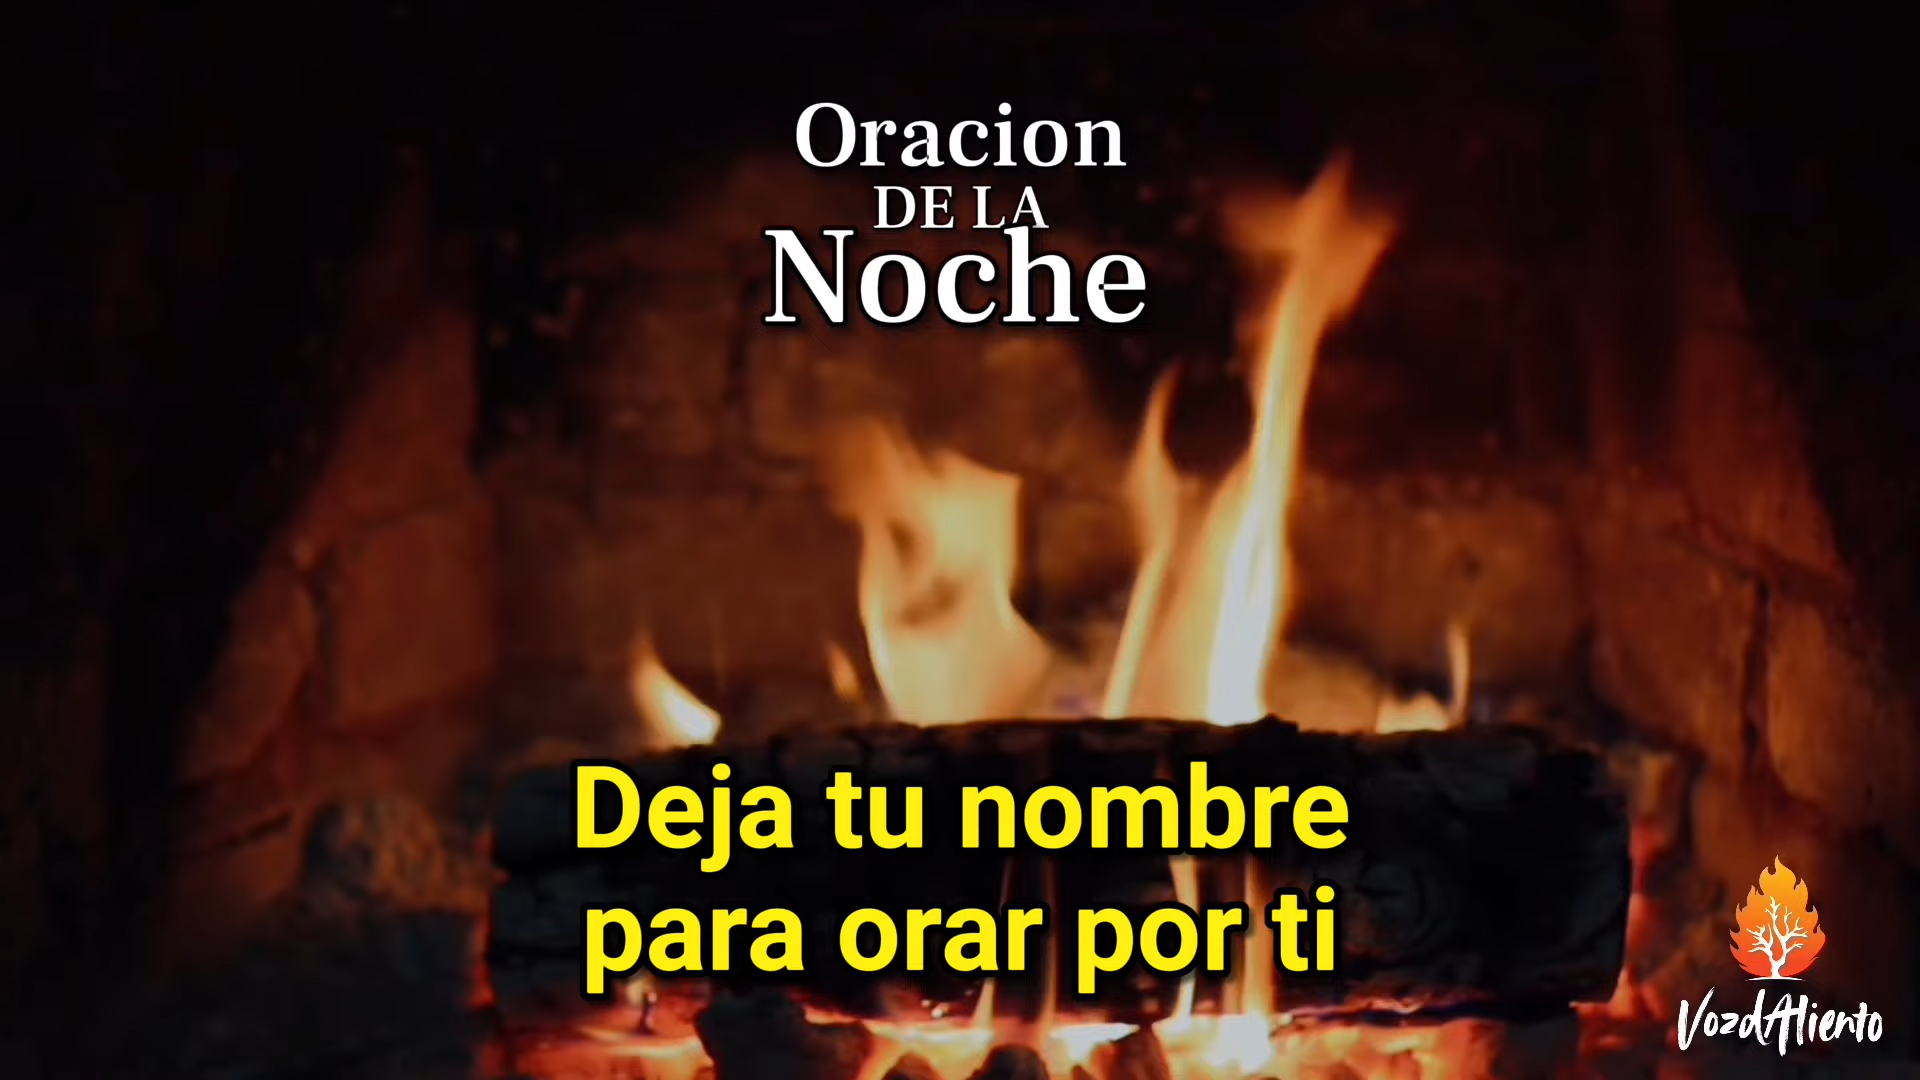 Oracion
DE LA
Noche
Deja tu nombre
para orar por ti
VozdAliento